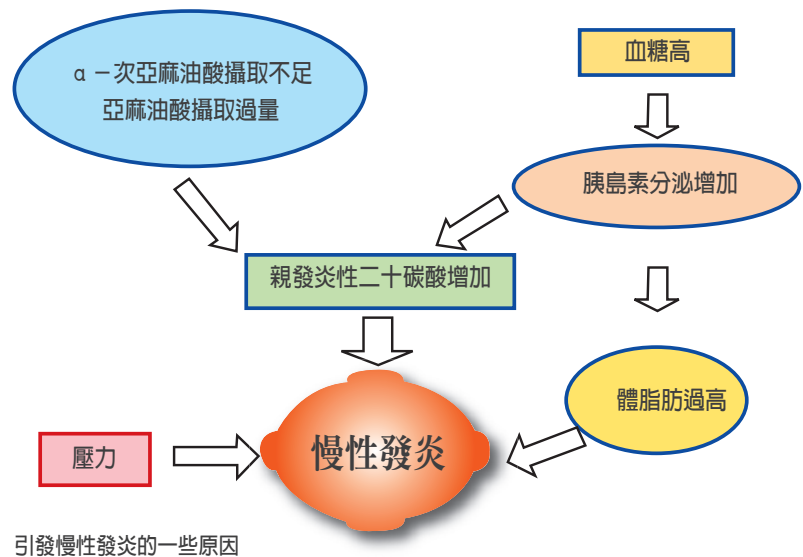 α－次亞麻油酸攝取不足
亞麻油酸攝取過量
血糖高
胰島素分泌增加
親發炎性二十碳酸增加
體脂肪過高
慢性發炎
壓力
引發慢性發炎的一些原因